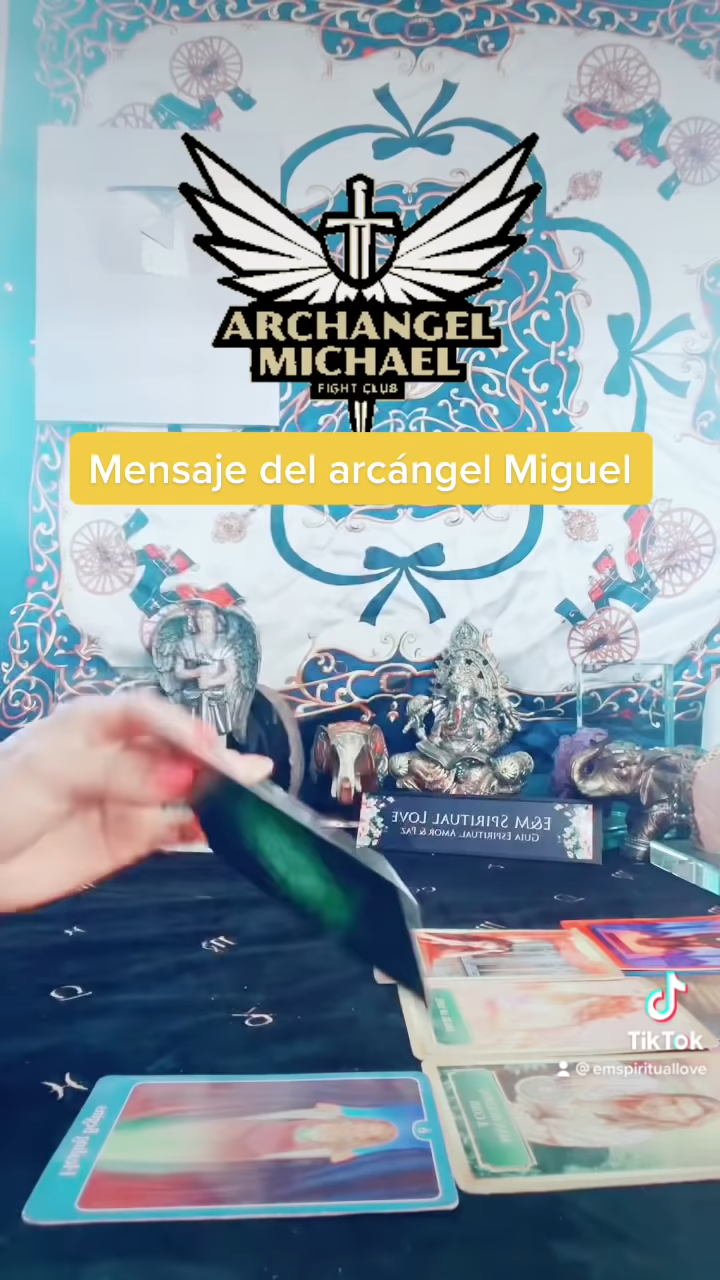 ARCHANGEL
MICHAEL
FIGHT CLUB
Mensaje del arcángel Miguel
E&M SPIRITUAL LOVE
GUIA ESPIRITUAL, AMOR & PAZ
TikTok
@emspirituallove